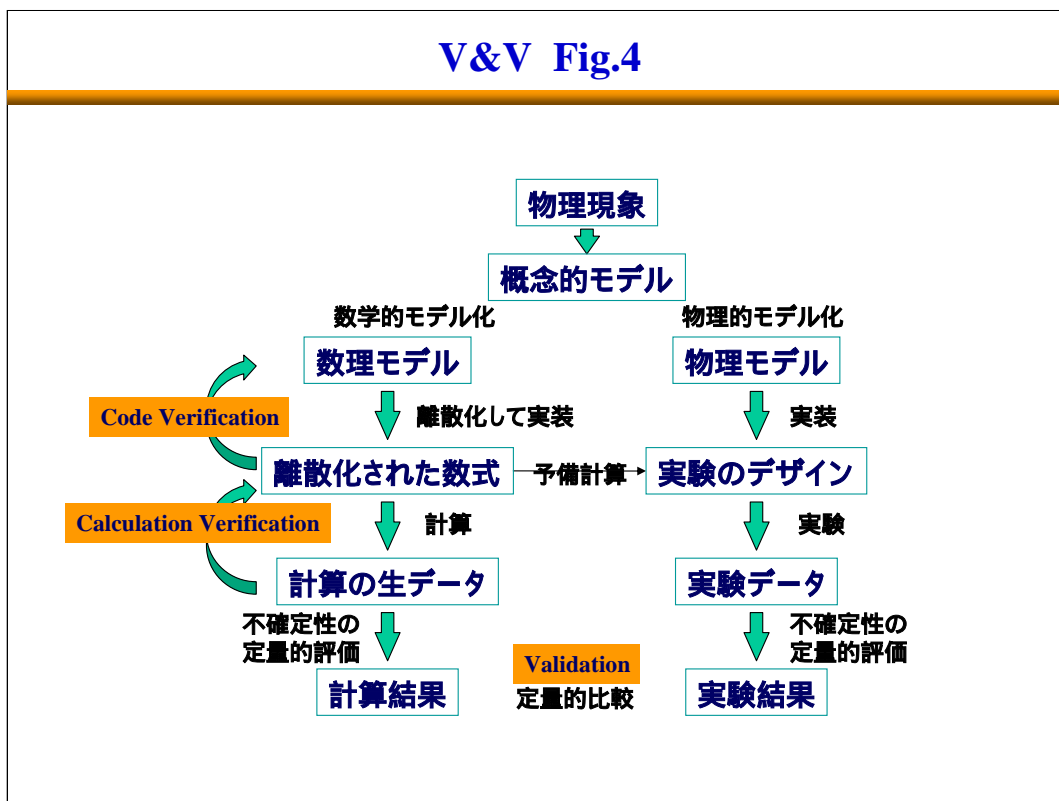 V&V Fig.4
物理現象
概念的モデル
数学的モデル化
物理的モデル化
数理モデル
物理モデル
Code Verification
離散化して実装
実装
離散化された数式
予備計算
実験のデザイン
Calculation Verification
計算
実験
計算の生データ
実験データ
不確定性の
定量的評価
不確定性の
定量的評価
Validation
定量的比較
計算結果
実験結果